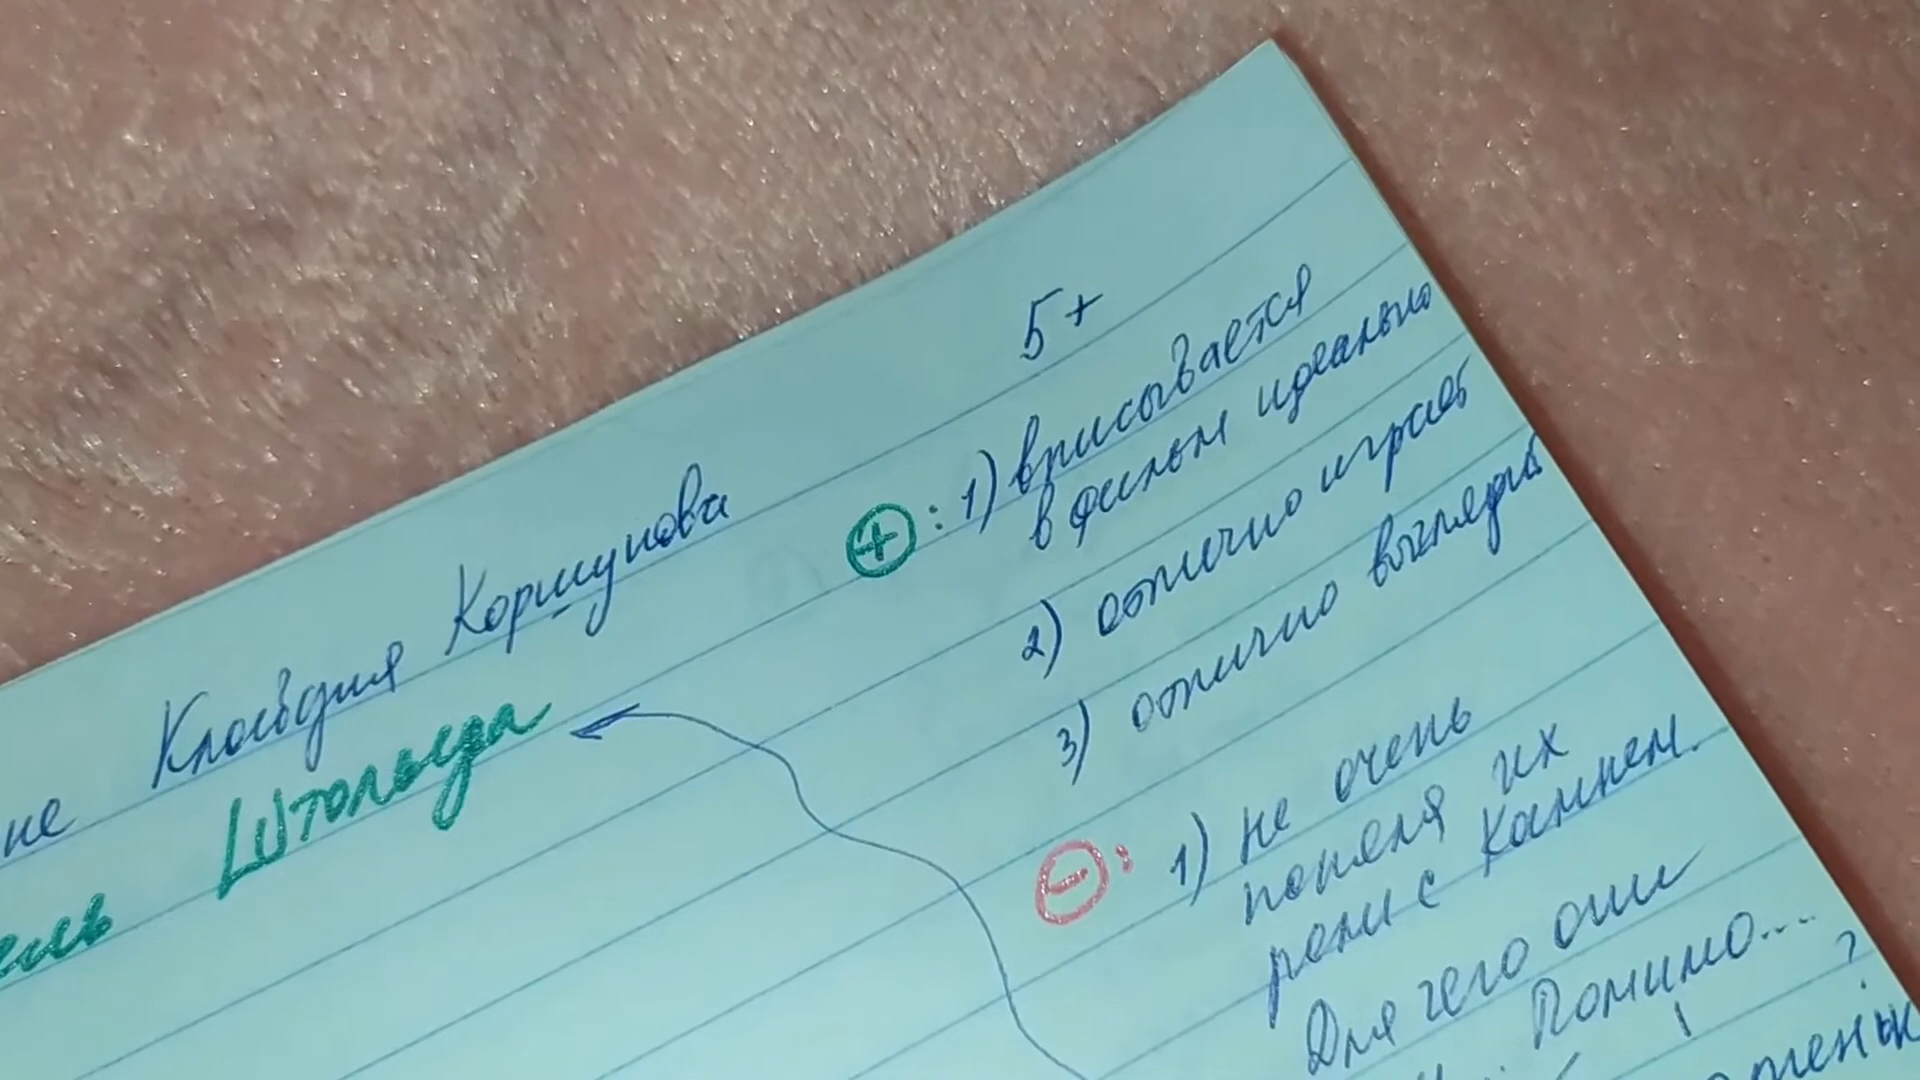 5+
не Клавдия Коршунова
ель Штольца
+ : 1) вписывается
в фильм идеально
2) отлично играет
3) отлично выглядит
- : 1) не очень
поняла их
роли с Камнем.
Для чего они
Помимо...
?